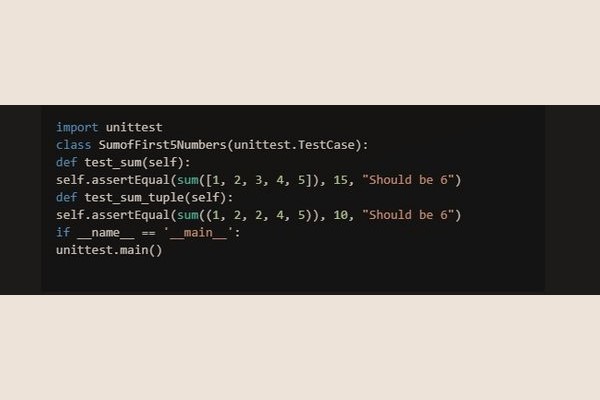 import unittest
class SumofFirst5Numbers(unittest.TestCase):
def test_sum(self):
self.assertEqual(sum([1, 2, 3, 4, 5]), 15, "Should be 6")
def test_sum_tuple(self):
self.assertEqual(sum((1, 2, 2, 4, 5)), 10, "Should be 6")
if __name__ == '__main__':
unittest.main()